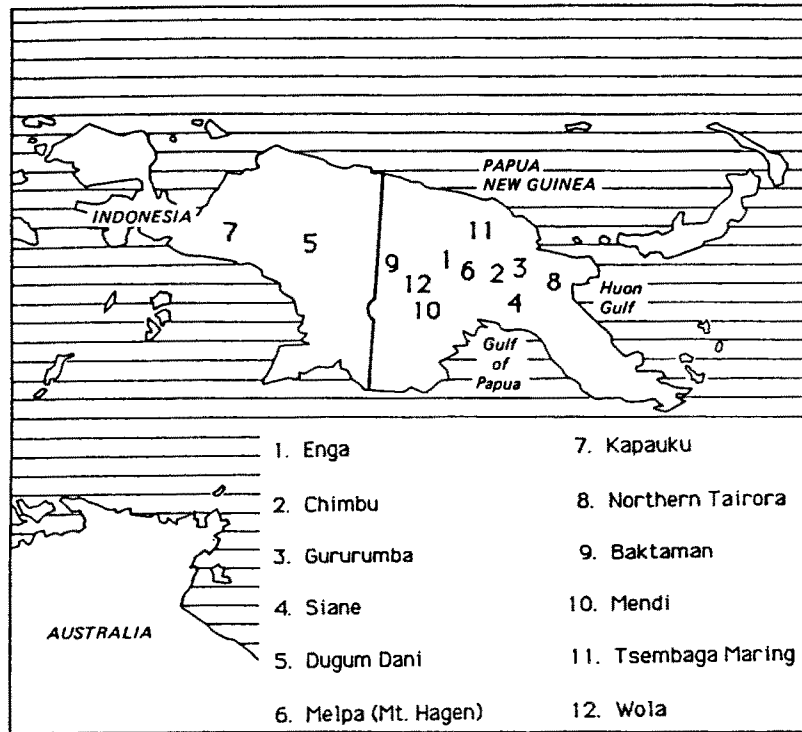 PAPUA
NEW GUINEA
INDONESIA
7
5
11
9
1
6
2
3
8
12
10
4
Huon
Gulf
Gulf
of
Papua
AUSTRALIA
1. Enga
2. Chimbu
3. Gururumba
4. Siane
5. Dugum Dani
6. Melpa (Mt. Hagen)
7. Kapauku
8. Northern Tairora
9. Baktaman
10. Mendi
11. Tsembaga Maring
12. Wola